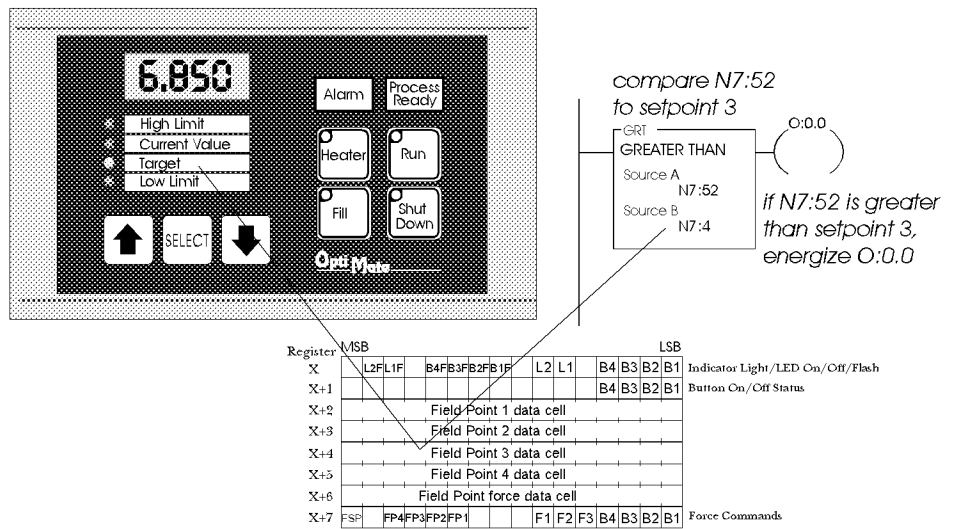 6.850
High Limit
Current Value
Target
Low Limit
SELECT
Alarm
Process
Ready
Heater
Run
Fill
Shut
Down
Opti Mate
compare N7:52
to setpoint 3
GRT
GREATER THAN
Source A
N7:52
Source B
N7:4
O:0.0
if N7:52 is greater
than setpoint 3,
energize O:0.0
Register MSB LSB
X L2F L1F B4F B3F B2F B1F L2 L1 B4 B3 B2 B1 Indicator Light/LED On/Off/Flash
X+1 B4 B3 B2 B1 Button On/Off Status
X+2 Field Point 1 data cell
X+3 Field Point 2 data cell
X+4 Field Point 3 data cell
X+5 Field Point 4 data cell
X+6 Field Point force data cell
X+7 FSP FP4 FP3 FP2 FP1 F1 F2 F3 B4 B3 B2 B1 Force Commands